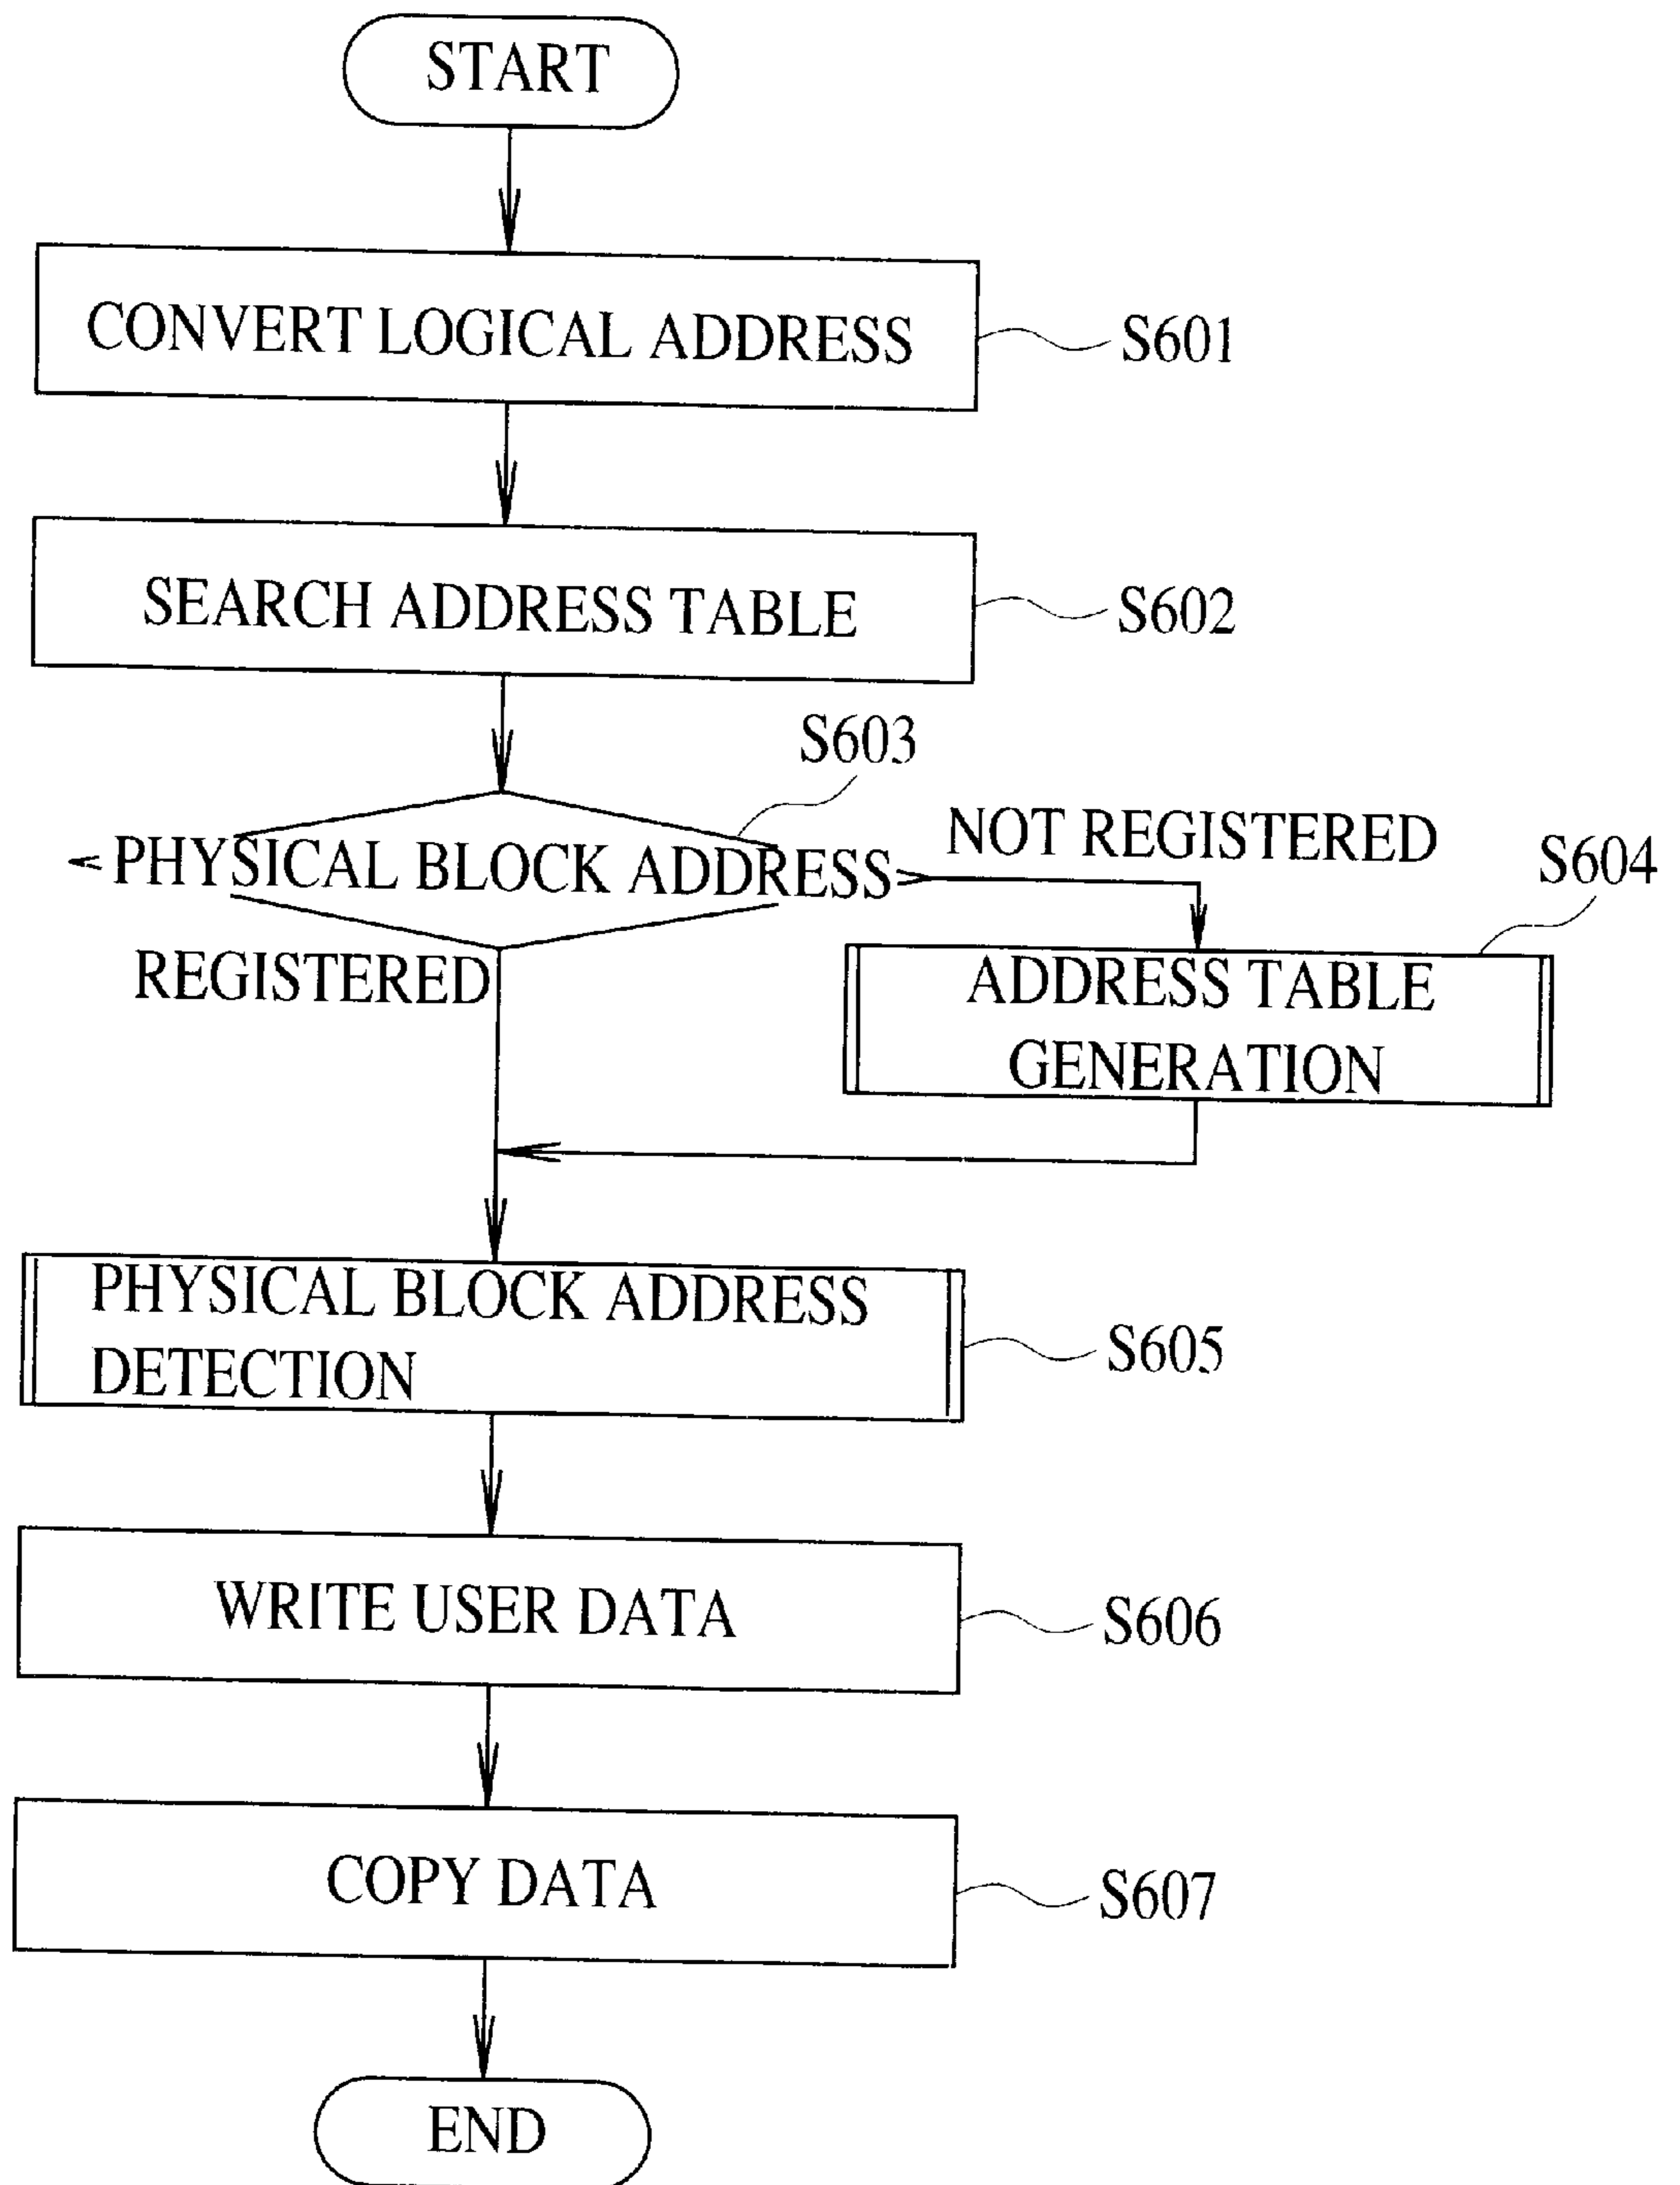 START
CONVERT LOGICAL ADDRESS
S601
SEARCH ADDRESS TABLE
S602
S603
PHYSICAL BLOCK ADDRESS
NOT REGISTERED
S604
REGISTERED
ADDRESS TABLE
GENERATION
PHYSICAL BLOCK ADDRESS
DETECTION
S605
WRITE USER DATA
S606
COPY DATA
S607
END